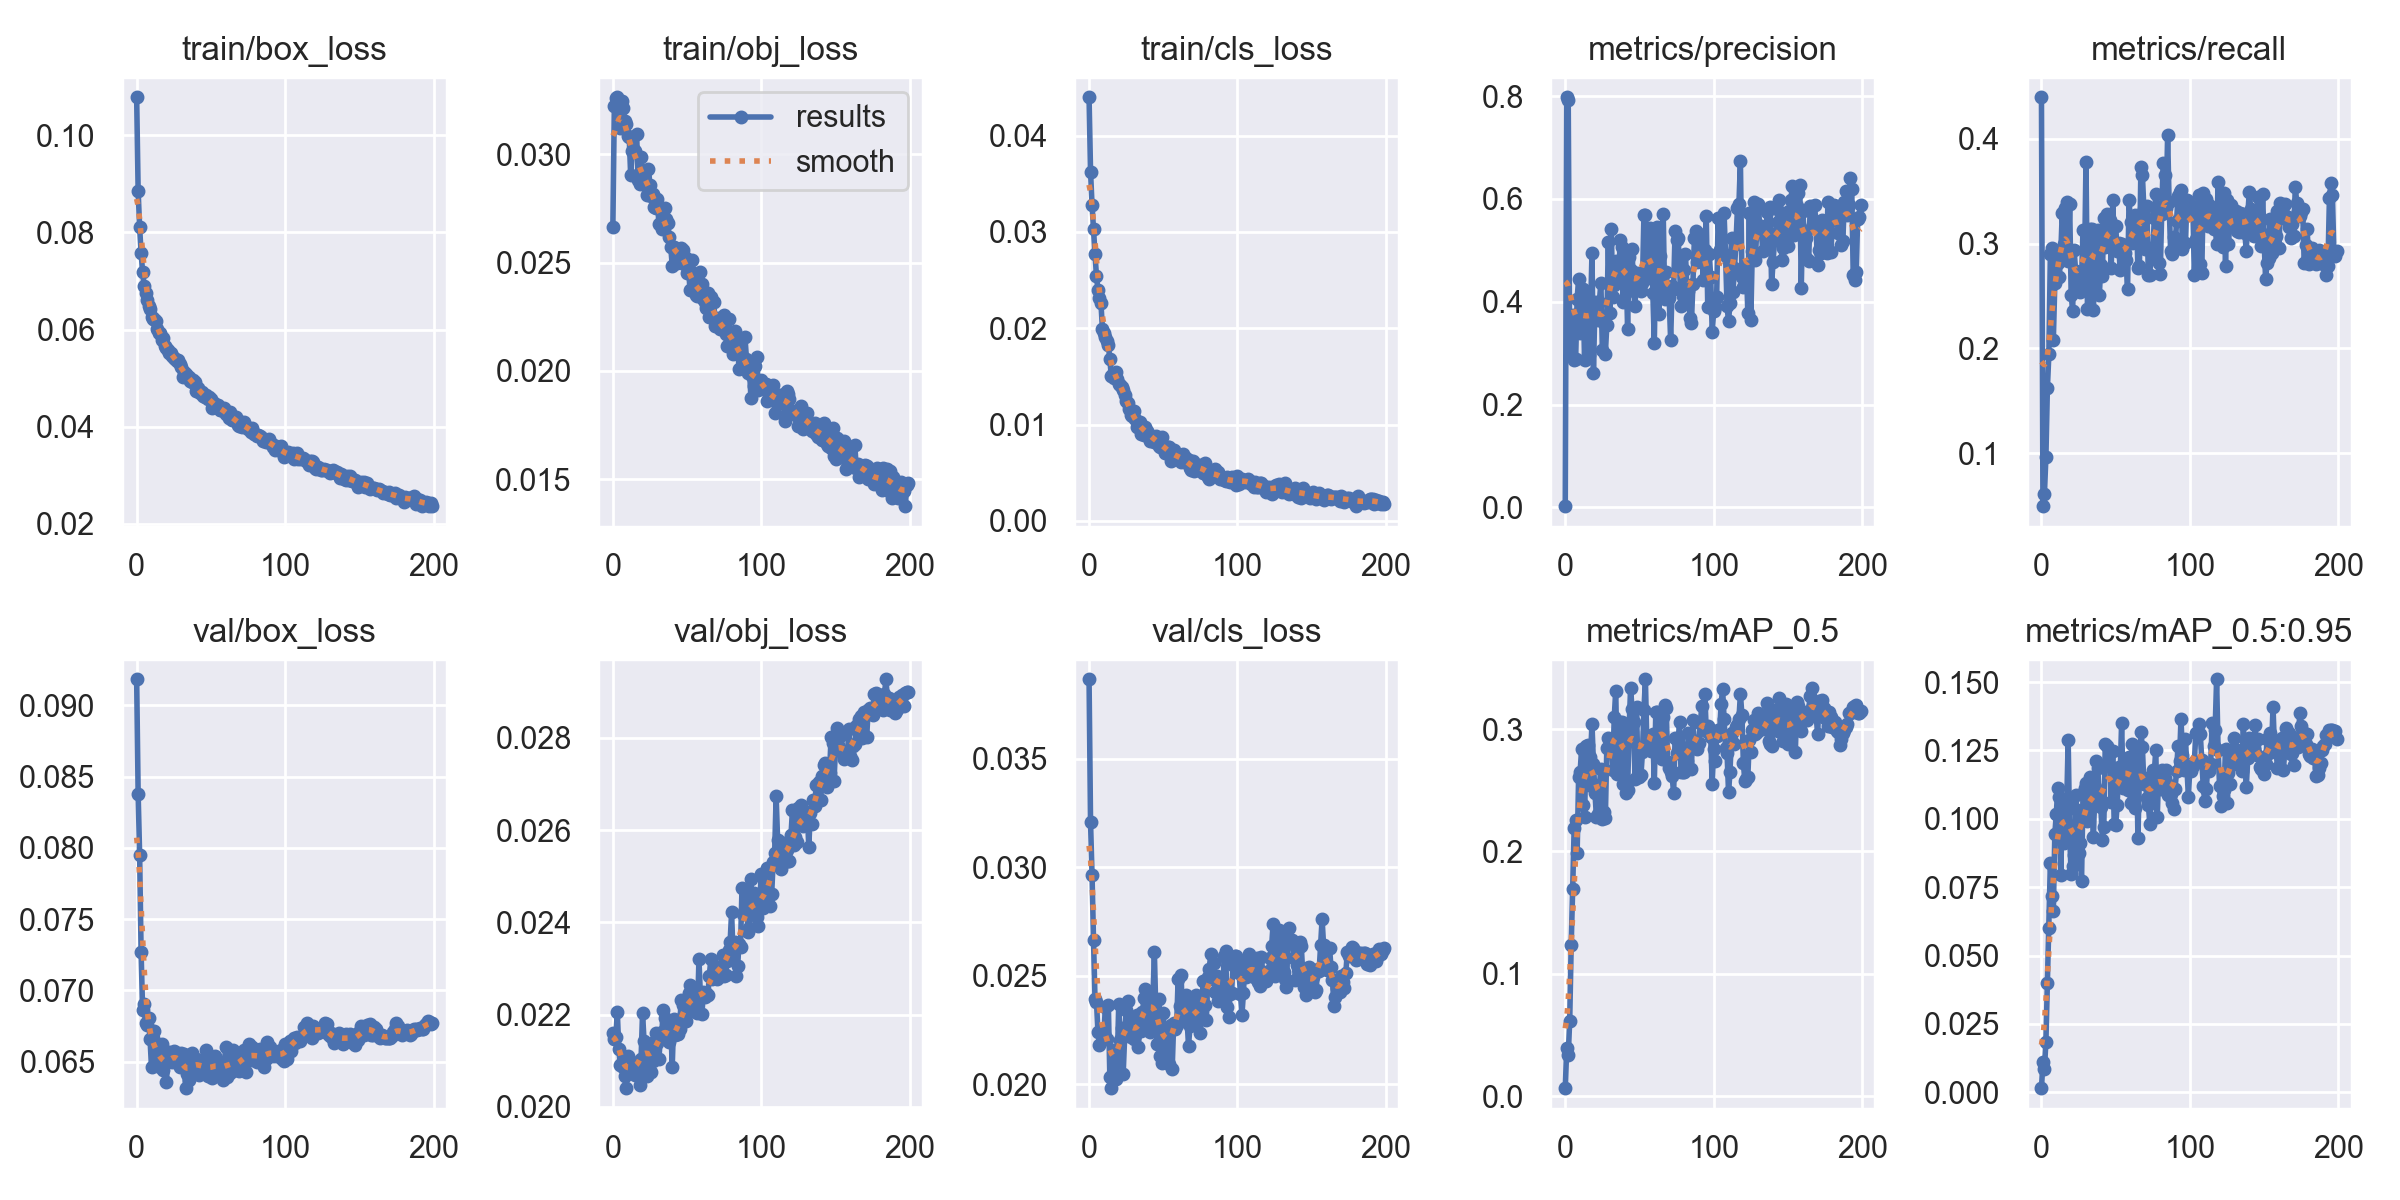 train/box_loss
0.10
0.08
0.06
0.04
0.02
0 100 200
train/obj_loss
results
smooth
0.030
0.025
0.020
0.015
0 100 200
train/cls_loss
0.04
0.03
0.02
0.01
0.00
0 100 200
metrics/precision
0.8
0.6
0.4
0.2
0.0
0 100 200
metrics/recall
0.4
0.3
0.2
0.1
0 100 200
val/box_loss
0.090
0.085
0.080
0.075
0.070
0.065
0 100 200
val/obj_loss
0.028
0.026
0.024
0.022
0.020
0 100 200
val/cls_loss
0.035
0.030
0.025
0.020
0 100 200
metrics/mAP_0.5
0.3
0.2
0.1
0.0
0 100 200
metrics/mAP_0.5:0.95
0.150
0.125
0.100
0.075
0.050
0.025
0.000
0 100 200